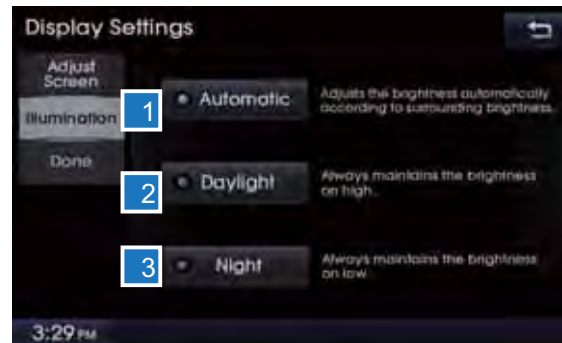 Display Settings
Adjust
Screen
Illumination
Done
1
Automatic
Adjusts the brightness automatically
according to surrounding brightness.
2
Daylight
Always maintains the brightness
on high.
3
Night
Always maintains the brightness
on low.
3:29 PM